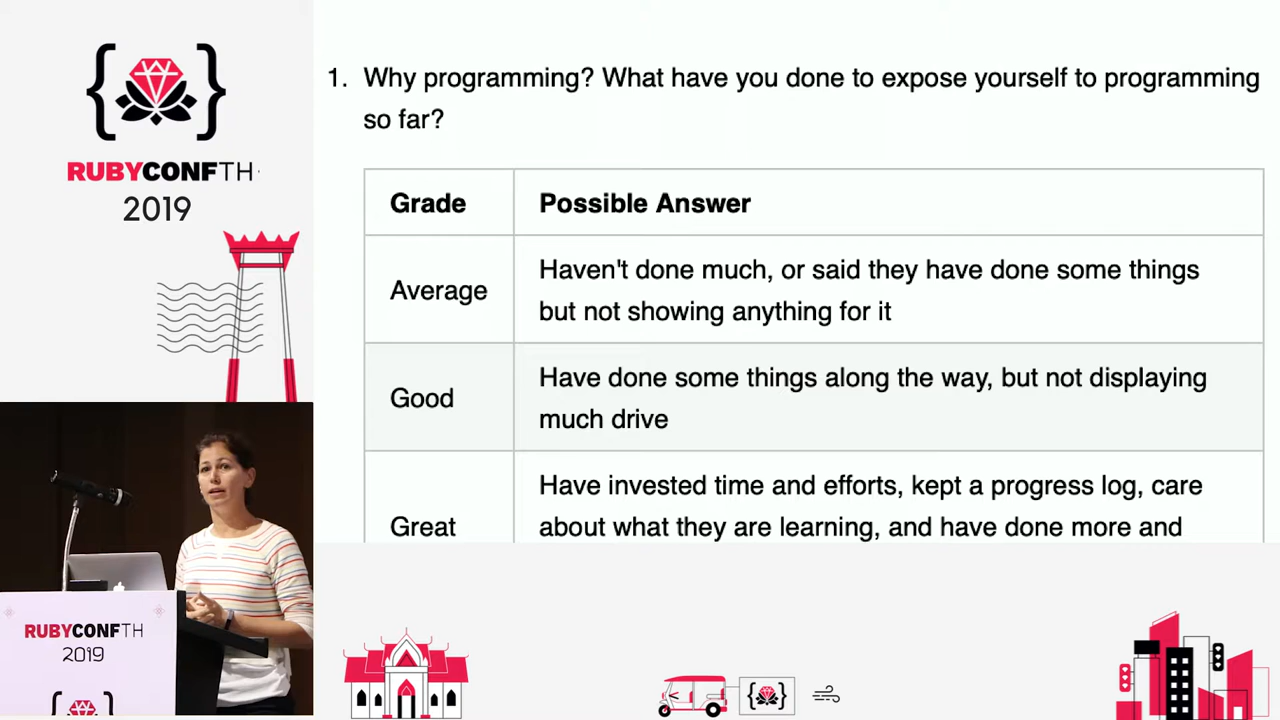 RUBYCONFTH
2019
1. Why programming? What have you done to expose yourself to programming
so far?
Grade
Possible Answer
Average
Haven't done much, or said they have done some things
but not showing anything for it
Good
Have done some things along the way, but not displaying
much drive
Great
Have invested time and efforts, kept a progress log, care
about what they are learning, and have done more and
RUBYCONFTH
2019